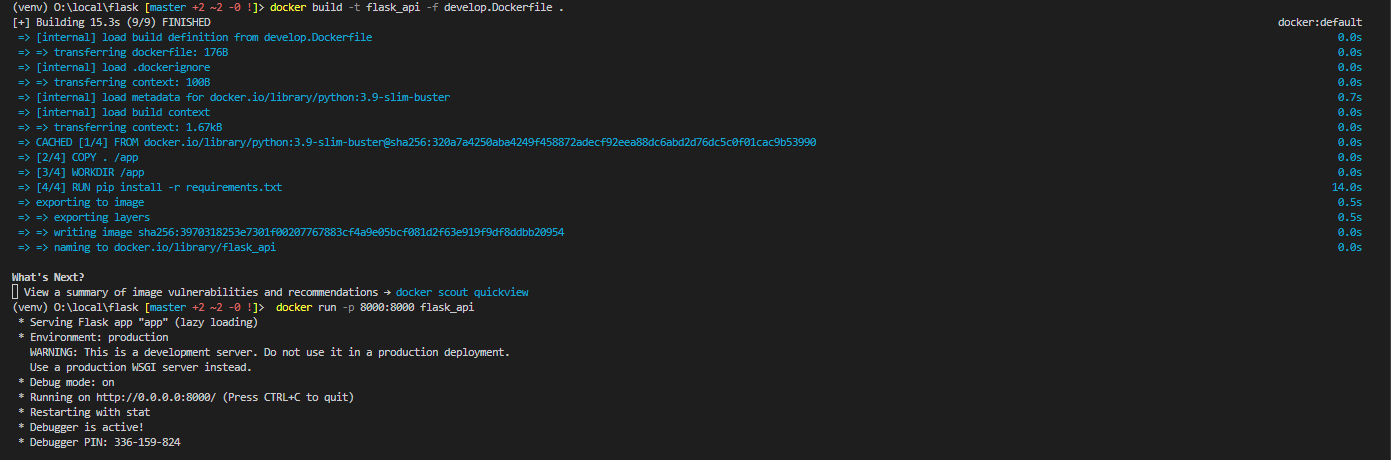 (venv) O:\local\flask [master +2 ~2 -0 !]> docker build -t flask_api -f develop.Dockerfile .
[+] Building 15.3s (9/9) FINISHED docker:default
=> [internal] load build definition from develop.Dockerfile 0.0s
=> => transferring dockerfile: 176B 0.0s
=> [internal] load .dockerignore 0.0s
=> => transferring context: 100B 0.0s
=> [internal] load metadata for docker.io/library/python:3.9-slim-buster 0.7s
=> [internal] load build context 0.0s
=> => transferring context: 1.67kB 0.0s
=> CACHED [1/4] FROM docker.io/library/python:3.9-slim-buster@sha256:320a7a4250aba4249f458872adecf92eea88dc6abd2d76dc5c0f01cac9b53990 0.0s
=> [2/4] COPY . /app 0.0s
=> [3/4] WORKDIR /app 0.0s
=> [4/4] RUN pip install -r requirements.txt 14.0s
=> exporting to image 0.5s
=> => exporting layers 0.5s
=> => writing image sha256:3970318253e7301f00207767883cf4a9e05bcf081d2f63e919f9df8ddbb20954 0.0s
=> => naming to docker.io/library/flask_api 0.0s
What's Next?
View a summary of image vulnerabilities and recommendations → docker scout quickview
(venv) O:\local\flask [master +2 ~2 -0 !]> docker run -p 8000:8000 flask_api
* Serving Flask app "app" (lazy loading)
* Environment: production
WARNING: This is a development server. Do not use it in a production deployment.
Use a production WSGI server instead.
* Debug mode: on
* Running on http://0.0.0.0:8000/ (Press CTRL+C to quit)
* Restarting with stat
* Debugger is active!
* Debugger PIN: 336-159-824